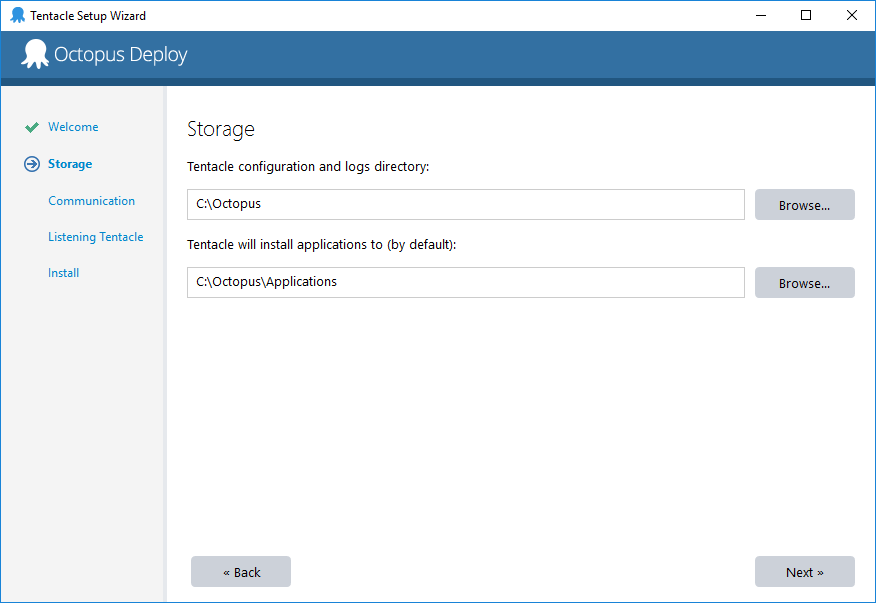 Tentacle Setup Wizard
Octopus Deploy
Welcome
Storage
Communication
Listening Tentacle
Install
Storage
Tentacle configuration and logs directory:
C:\Octopus
Browse...
Tentacle will install applications to (by default):
C:\Octopus\Applications
Browse...
« Back
Next »